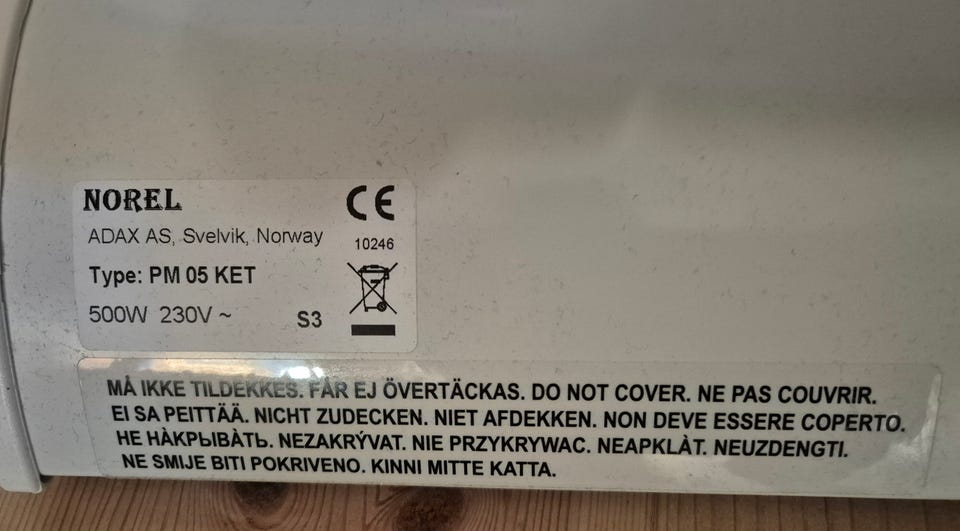 NOREL
CE
ADAX AS, Svelvik, Norway
10246
Type: PM 05 KET
500W 230V ~
S3
MÅ IKKE TILDEKKES. FÅR EJ ÖVERTÄCKAS. DO NOT COVER. NE PAS COUVRIR.
EI SA PEITTÄÄ. NICHT ZUDECKEN. NIET AFDEKKEN. NON DEVE ESSERE COPERTO.
НЕ HÀКРЫВÀТЬ. NEZAKRÝVAT. NIE PRZYKRYWAC. NEAPKLÀT. NEUZDENGTI.
NE SMIJE BITI POKRIVENO. KINNI MITTE KATTA.